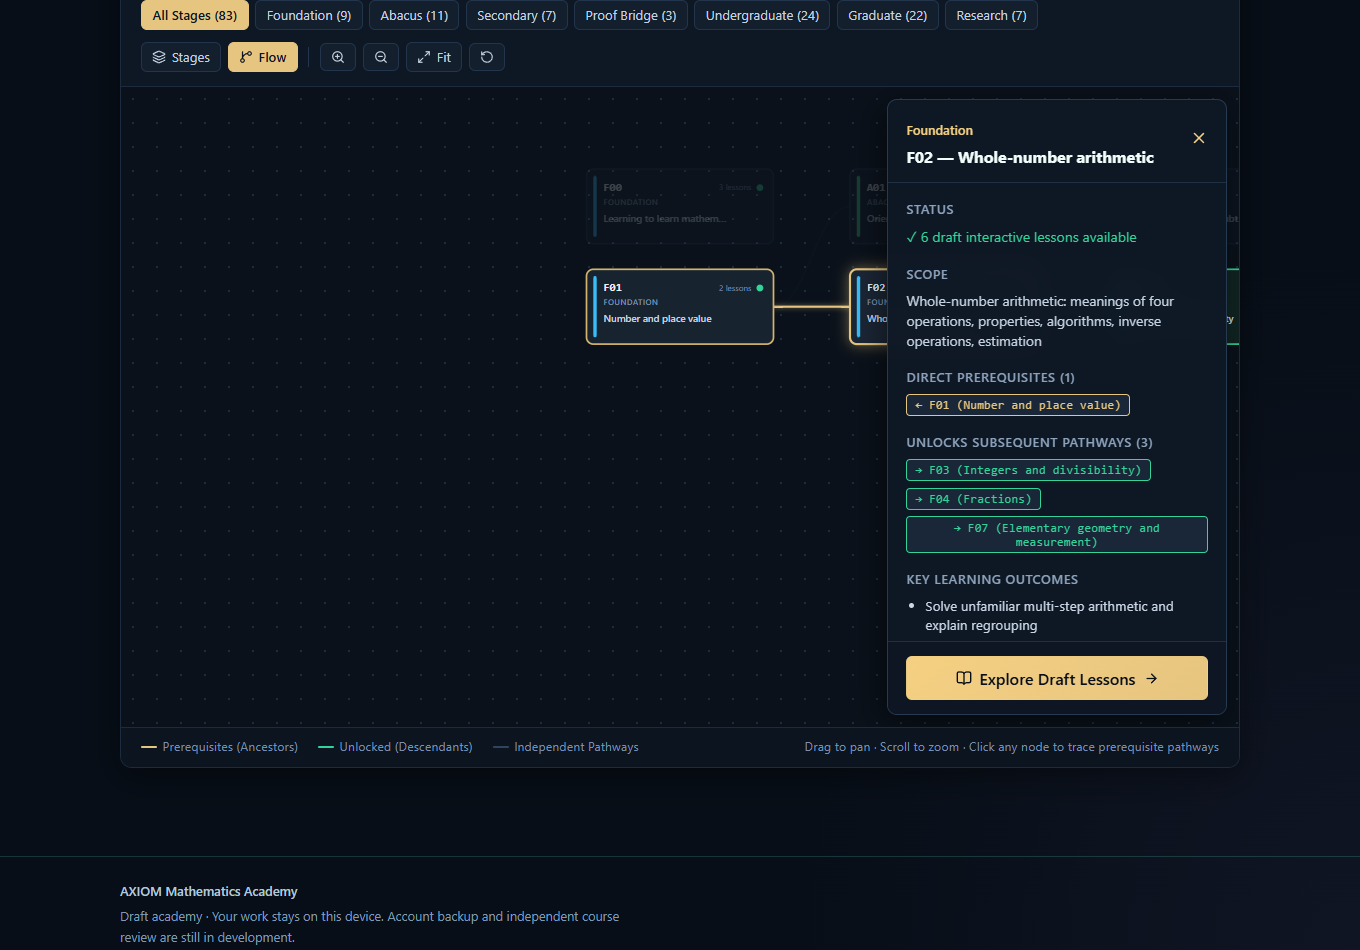 All Stages (83)
Foundation (9)
Abacus (11)
Secondary (7)
Proof Bridge (3)
Undergraduate (24)
Graduate (22)
Research (7)
Stages
Flow
Fit
F00
3 lessons
FOUNDATION
Learning to learn mathem...
A01
F01
2 lessons
FOUNDATION
Number and place value
F02
Foundation
F02 — Whole-number arithmetic
STATUS
✓ 6 draft interactive lessons available
SCOPE
Whole-number arithmetic: meanings of four
operations, properties, algorithms, inverse
operations, estimation
DIRECT PREREQUISITES (1)
← F01 (Number and place value)
UNLOCKS SUBSEQUENT PATHWAYS (3)
→ F03 (Integers and divisibility)
→ F04 (Fractions)
→ F07 (Elementary geometry and
measurement)
KEY LEARNING OUTCOMES
• Solve unfamiliar multi-step arithmetic and
explain regrouping
Explore Draft Lessons →
Prerequisites (Ancestors)
Unlocked (Descendants)
Independent Pathways
Drag to pan · Scroll to zoom · Click any node to trace prerequisite pathways
AXIOM Mathematics Academy
Draft academy · Your work stays on this device. Account backup and independent course
review are still in development.